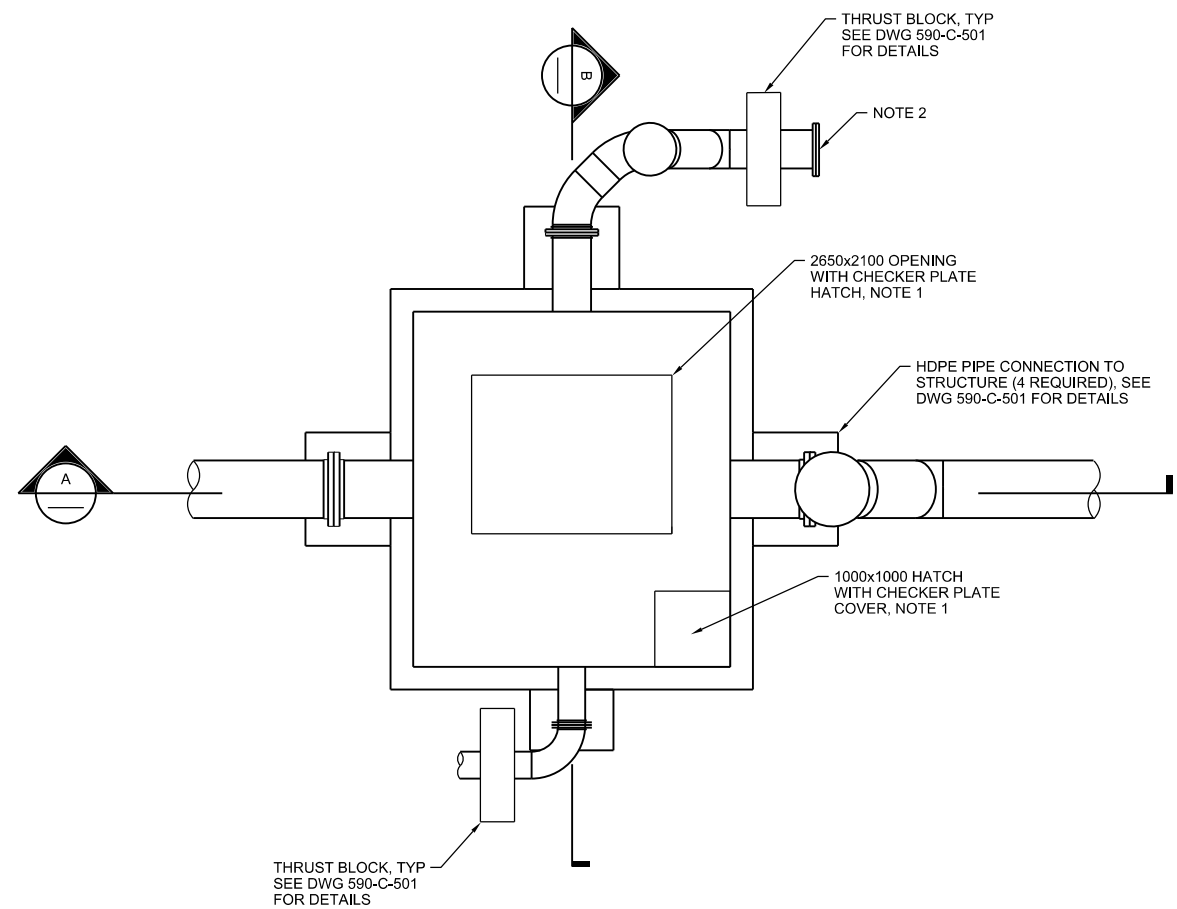 THRUST BLOCK, TYP
SEE DWG 590-C-501
FOR DETAILS
B
NOTE 2
2650x2100 OPENING
WITH CHECKER PLATE
HATCH, NOTE 1
HDPE PIPE CONNECTION TO
STRUCTURE (4 REQUIRED), SEE
DWG 590-C-501 FOR DETAILS
A
1000x1000 HATCH
WITH CHECKER PLATE
COVER, NOTE 1
THRUST BLOCK, TYP
SEE DWG 590-C-501
FOR DETAILS